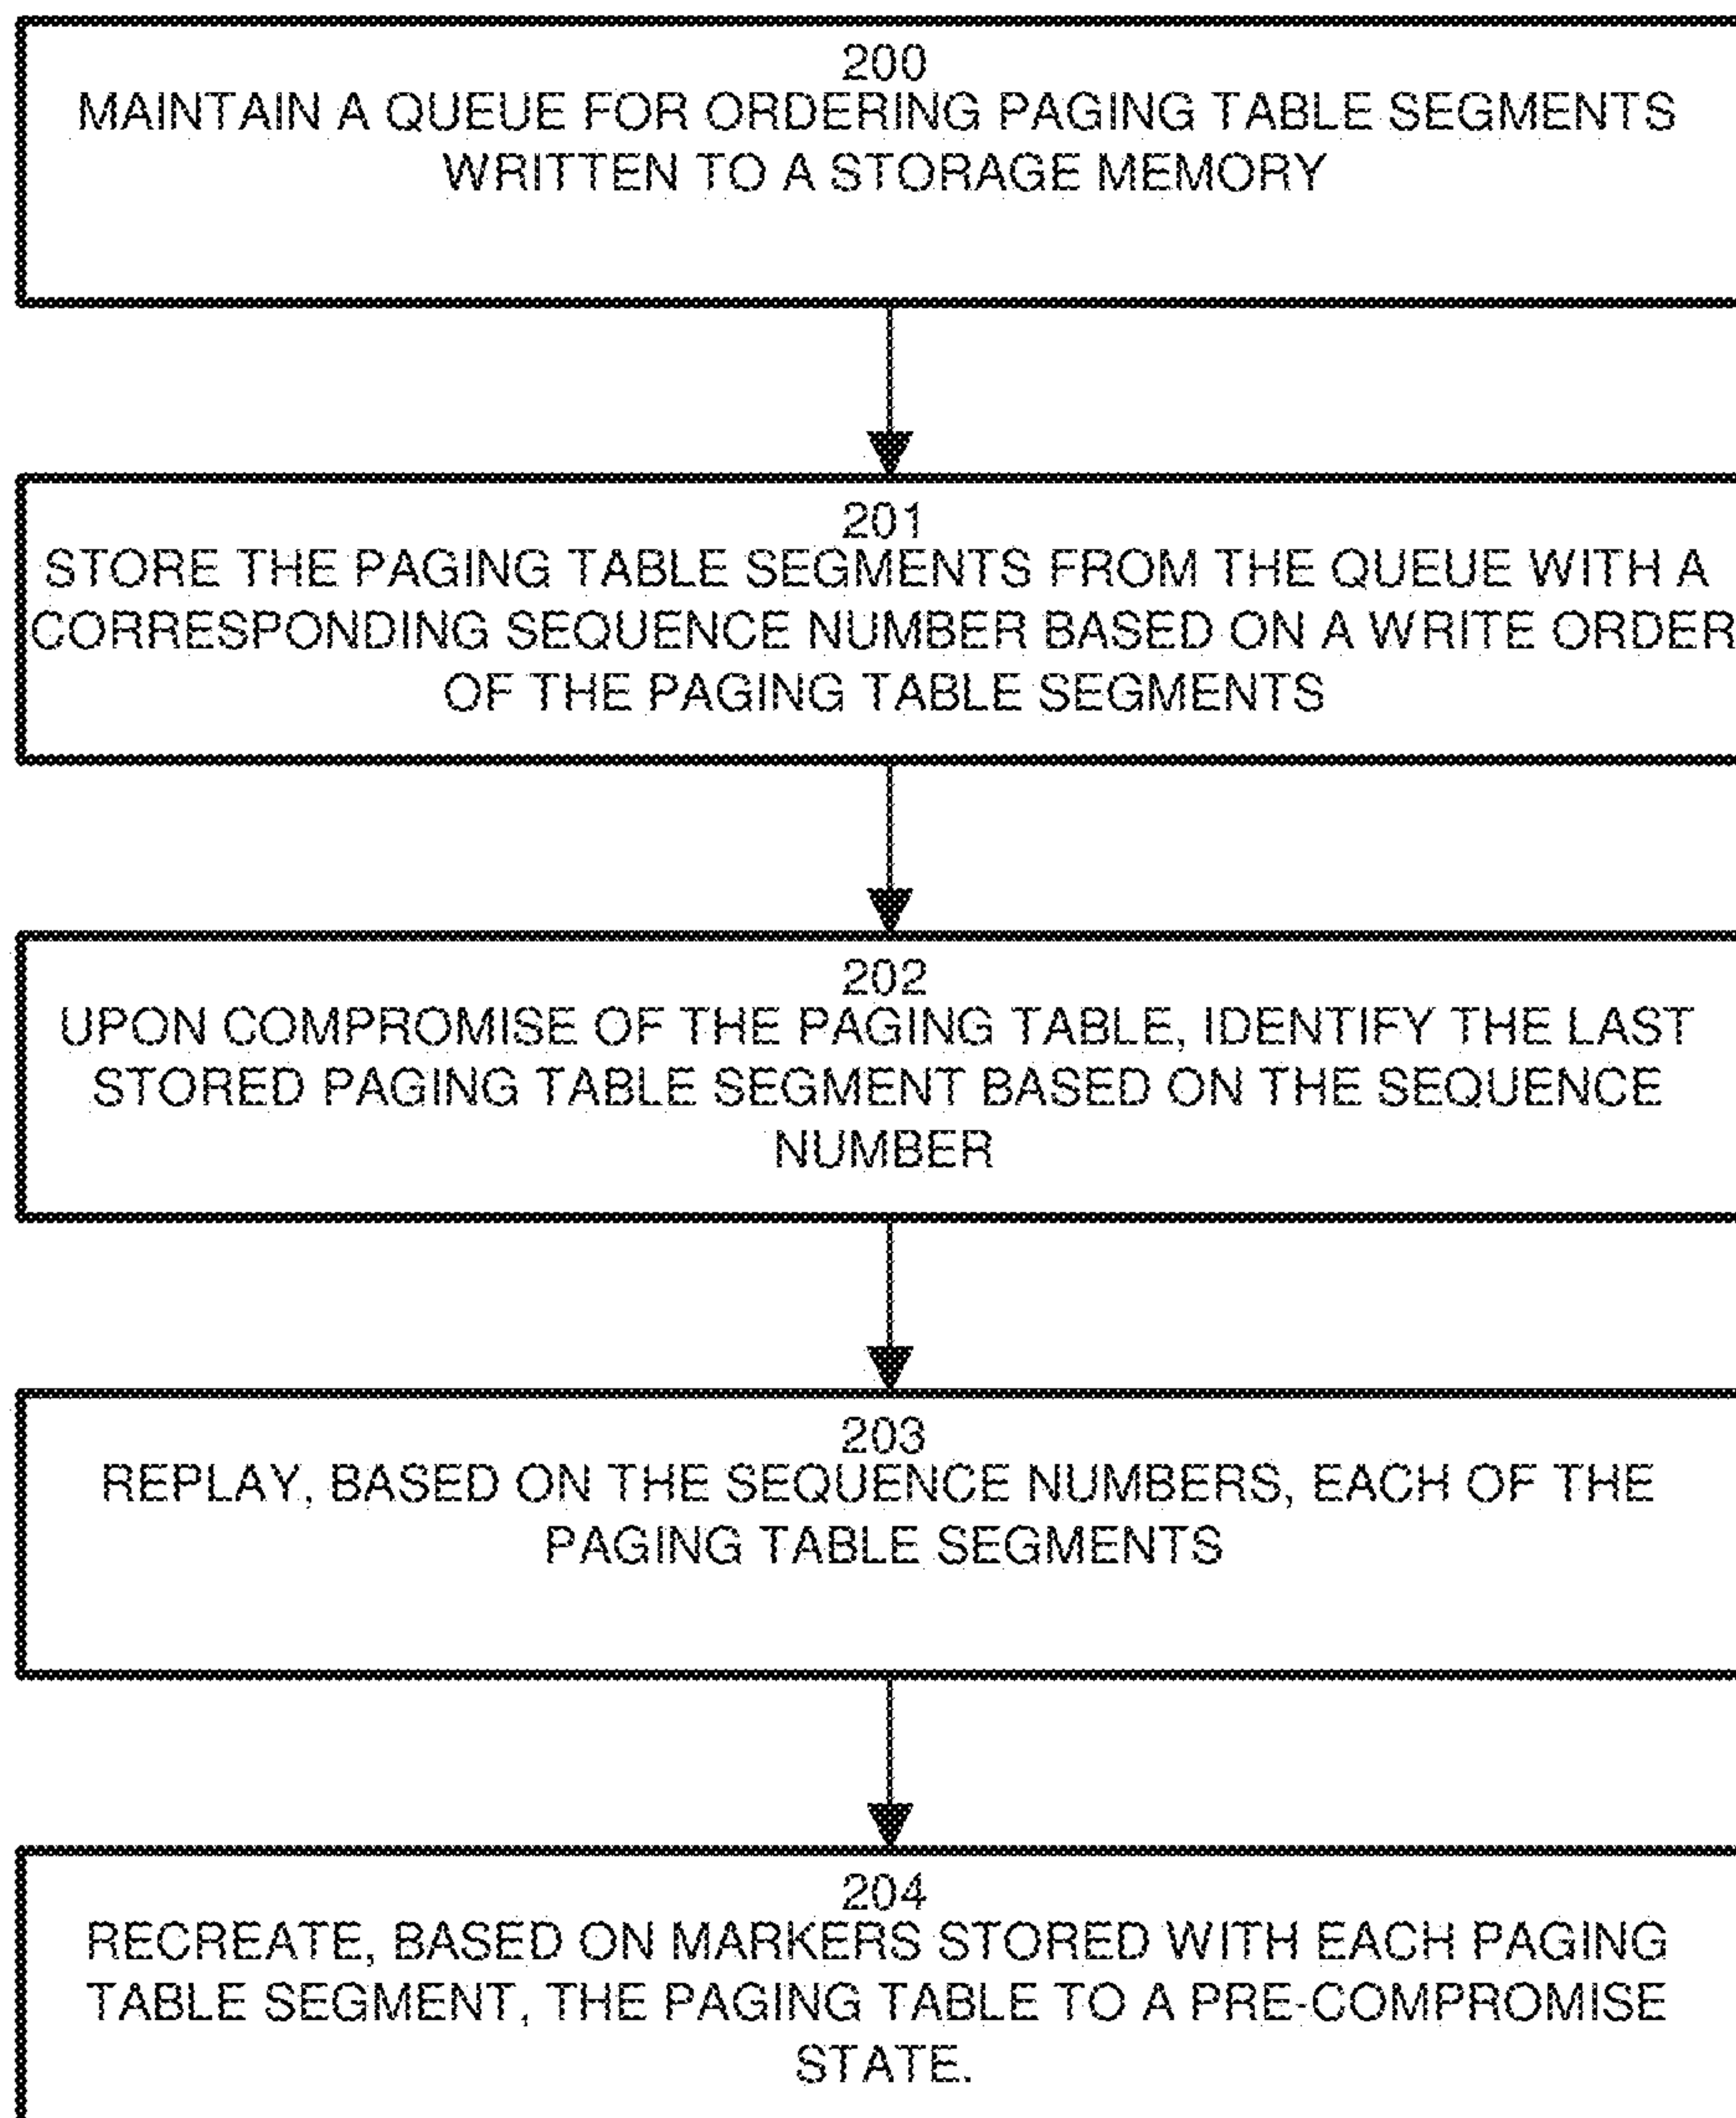 200
MAINTAIN A QUEUE FOR ORDERING PAGING TABLE SEGMENTS
WRITTEN TO A STORAGE MEMORY
201
STORE THE PAGING TABLE SEGMENTS FROM THE QUEUE WITH A
CORRESPONDING SEQUENCE NUMBER BASED ON A WRITE ORDER
OF THE PAGING TABLE SEGMENTS
202
UPON COMPROMISE OF THE PAGING TABLE, IDENTIFY THE LAST
STORED PAGING TABLE SEGMENT BASED ON THE SEQUENCE
NUMBER
203
REPLAY, BASED ON THE SEQUENCE NUMBERS, EACH OF THE
PAGING TABLE SEGMENTS
204
RECREATE, BASED ON MARKERS STORED WITH EACH PAGING
TABLE SEGMENT, THE PAGING TABLE TO A PRE-COMPROMISE
STATE.